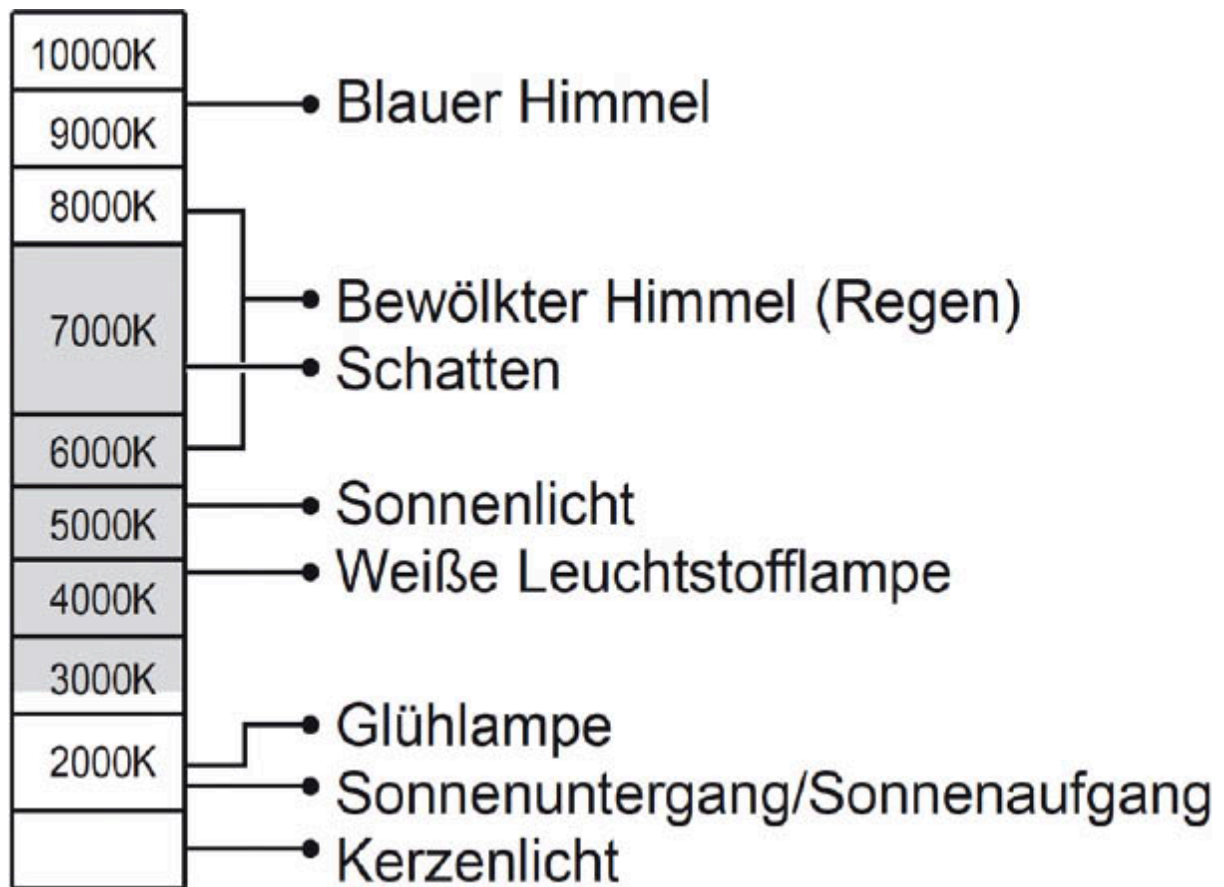 10000K
Blauer Himmel
9000K
8000K
Bewölkter Himmel (Regen)
7000K
Schatten
6000K
Sonnenlicht
5000K
Weiße Leuchtstofflampe
4000K
3000K
Glühlampe
2000K
Sonnenuntergang/Sonnenaufgang
Kerzenlicht